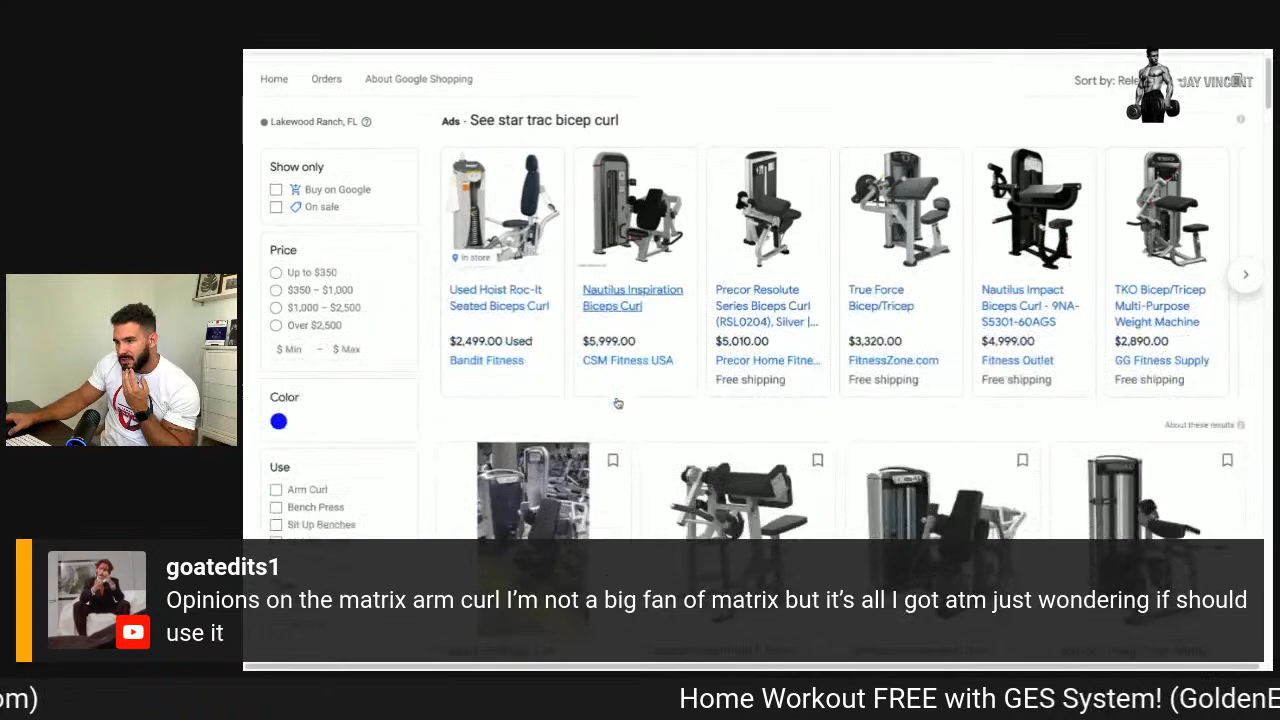 Home Orders About Google Shopping
Sort by:
JAY VINCENT
Lakewood Ranch, FL
Ads · See star trac bicep curl
Show only
Buy on Google
On sale
Price
Up to $350
$350 – $1,000
$1,000 – $2,500
Over $2,500
$ Min – $ Max
Color
Use
Arm Curl
Bench Press
Sit Up Benches
In store
Used Hoist Roc-It
Seated Biceps Curl
$2,499.00 Used
Bandit Fitness
Nautilus Inspiration
Biceps Curl
$5,999.00
CSM Fitness USA
Precor Resolute
Series Biceps Curl
(RSL0204), Silver |...
$5,010.00
Precor Home Fitne...
Free shipping
True Force
Bicep/Tricep
$3,320.00
FitnessZone.com
Free shipping
Nautilus Impact
Biceps Curl - 9NA-
S5301-60AGS
$4,999.00
Fitness Outlet
Free shipping
TKO Bicep/Tricep
Multi-Purpose
Weight Machine
$2,890.00
GG Fitness Supply
Free shipping
About these results
goatedits1
Opinions on the matrix arm curl I’m not a big fan of matrix but it’s all I got atm just wondering if should
use it
om) Home Workout FREE with GES System! (GoldenE